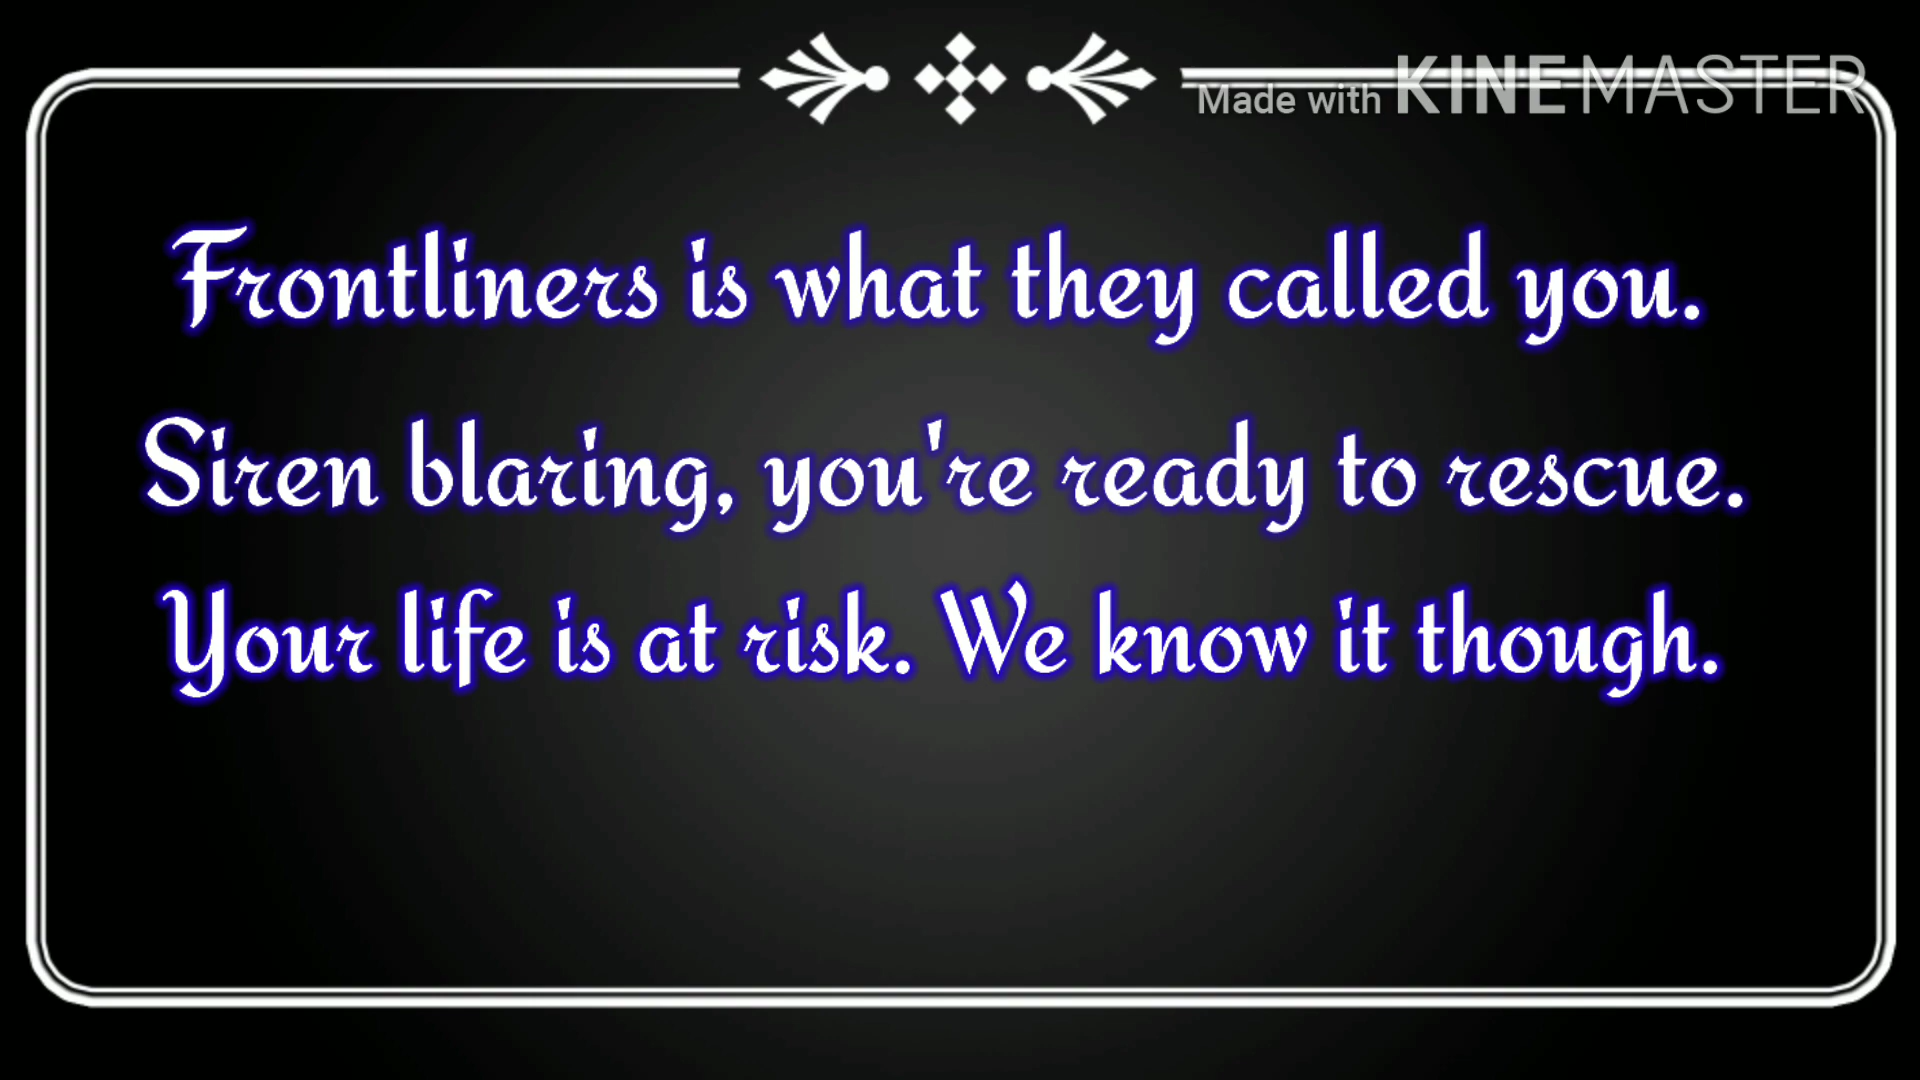 Made with KINEMASTER
Frontliners is what they called you.
Siren blaring, you're ready to rescue.
Your life is at risk. We know it though.